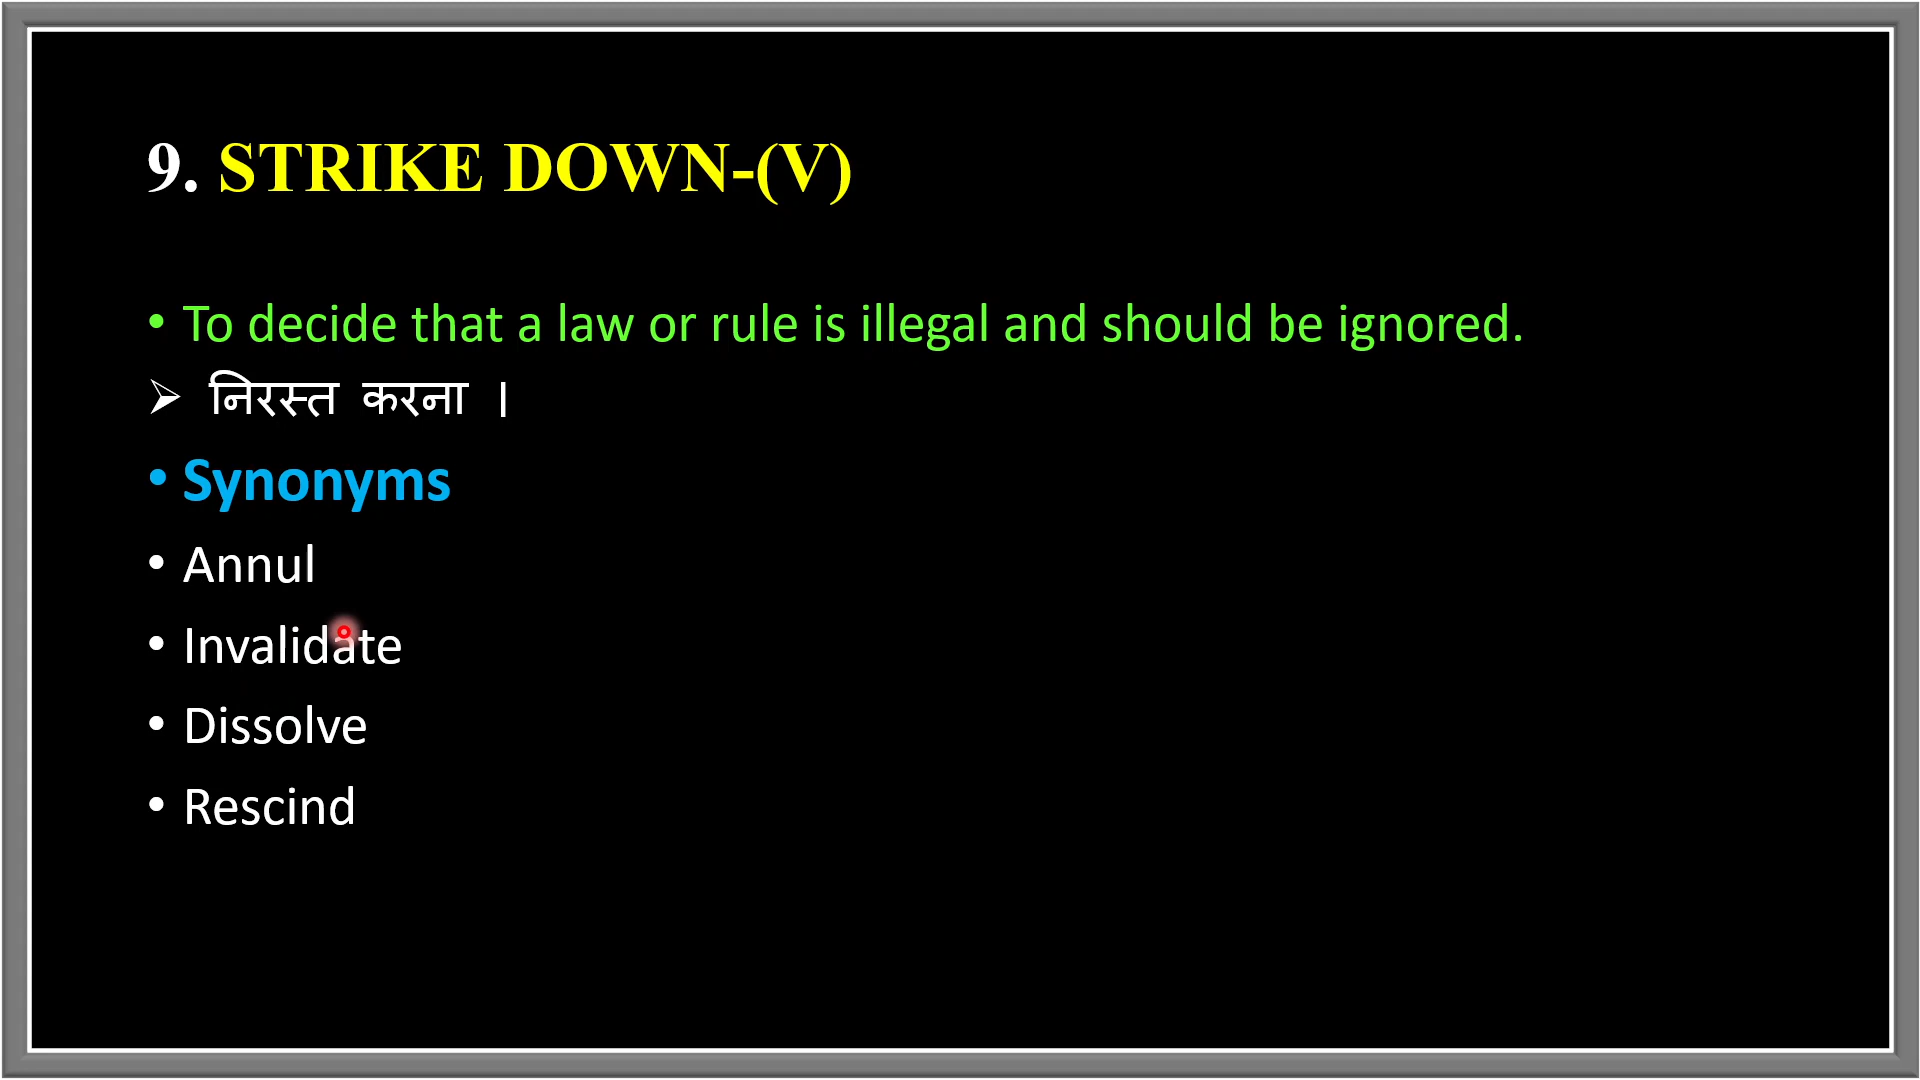 9. STRIKE DOWN-(V)
• To decide that a law or rule is illegal and should be ignored.
➢ निरस्त करना ।
• Synonyms
• Annul
• Invalidate
• Dissolve
• Rescind